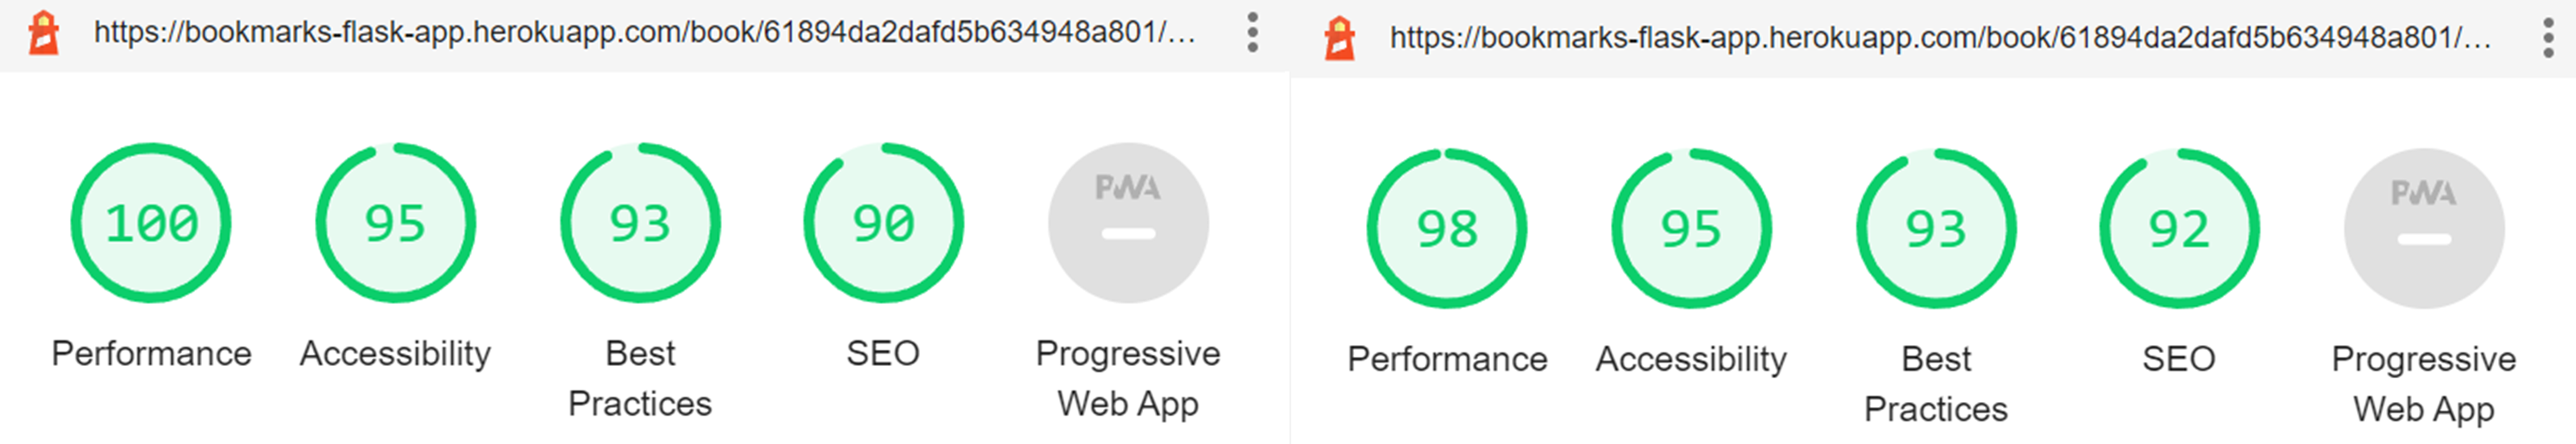 https://bookmarks-flask-app.herokuapp.com/book/61894da2dafd5b634948a801/...
100
95
93
90
PWA
Performance
Accessibility
Best
Practices
SEO
Progressive
Web App
https://bookmarks-flask-app.herokuapp.com/book/61894da2dafd5b634948a801/...
98
95
93
92
PWA
Performance
Accessibility
Best
Practices
SEO
Progressive
Web App